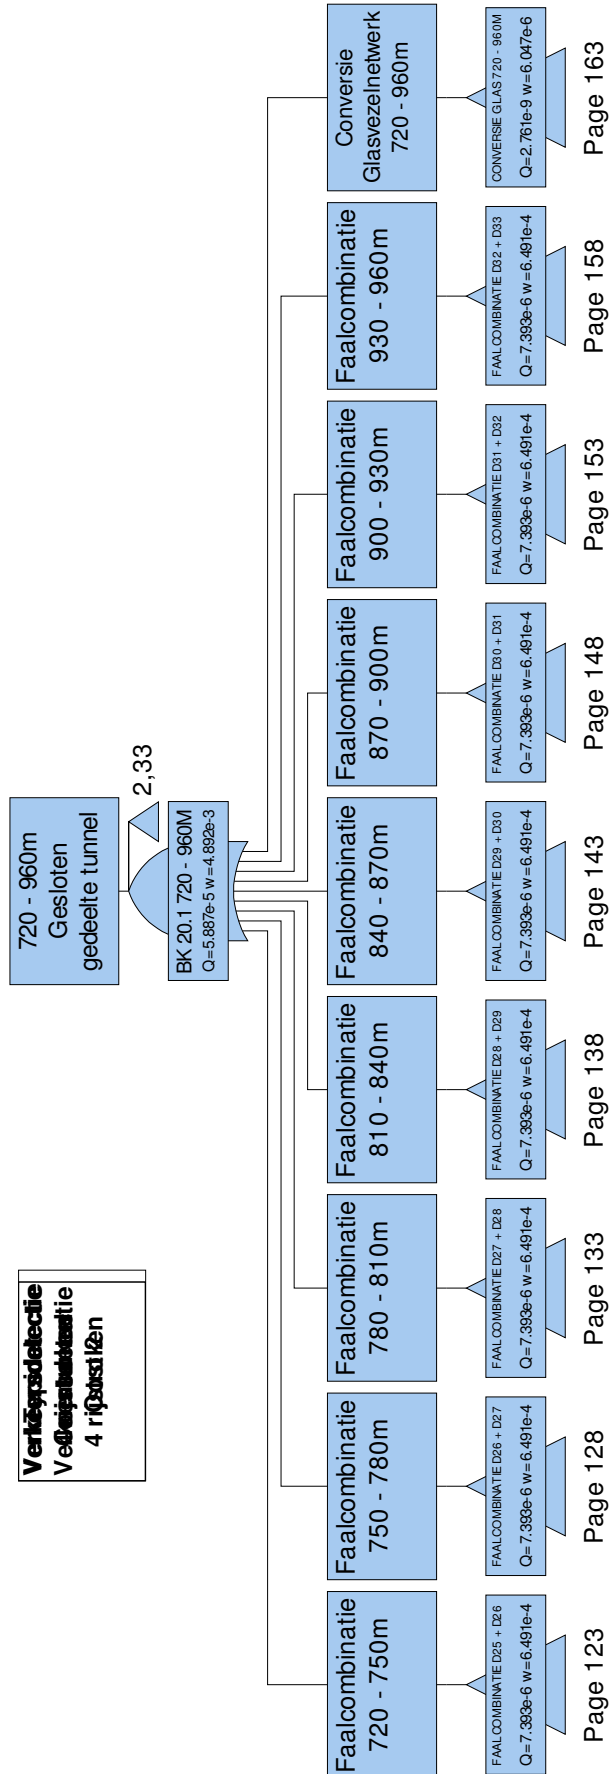 720 - 960m
Gesloten
gedeelte tunnel
2,33
BK 20.1 720 - 960M
Q=5.887e-5 w=4.892e-3
4 rijstroken
Faalcombinatie
720 - 750m
FAALCOMBINATIE D25 + D26
Q=7.393e-6 w=6.491e-4
Page 123
Faalcombinatie
750 - 780m
FAALCOMBINATIE D26 + D27
Q=7.393e-6 w=6.491e-4
Page 128
Faalcombinatie
780 - 810m
FAALCOMBINATIE D27 + D28
Q=7.393e-6 w=6.491e-4
Page 133
Faalcombinatie
810 - 840m
FAALCOMBINATIE D28 + D29
Q=7.393e-6 w=6.491e-4
Page 138
Faalcombinatie
840 - 870m
FAALCOMBINATIE D29 + D30
Q=7.393e-6 w=6.491e-4
Page 143
Faalcombinatie
870 - 900m
FAALCOMBINATIE D30 + D31
Q=7.393e-6 w=6.491e-4
Page 148
Faalcombinatie
900 - 930m
FAALCOMBINATIE D31 + D32
Q=7.393e-6 w=6.491e-4
Page 153
Faalcombinatie
930 - 960m
FAALCOMBINATIE D32 + D33
Q=7.393e-6 w=6.491e-4
Page 158
Conversie
Glasvezelnetwerk
720 - 960m
CONVERSIE GLAS 720 - 960M
Q=2.761e-9 w=6.047e-6
Page 163